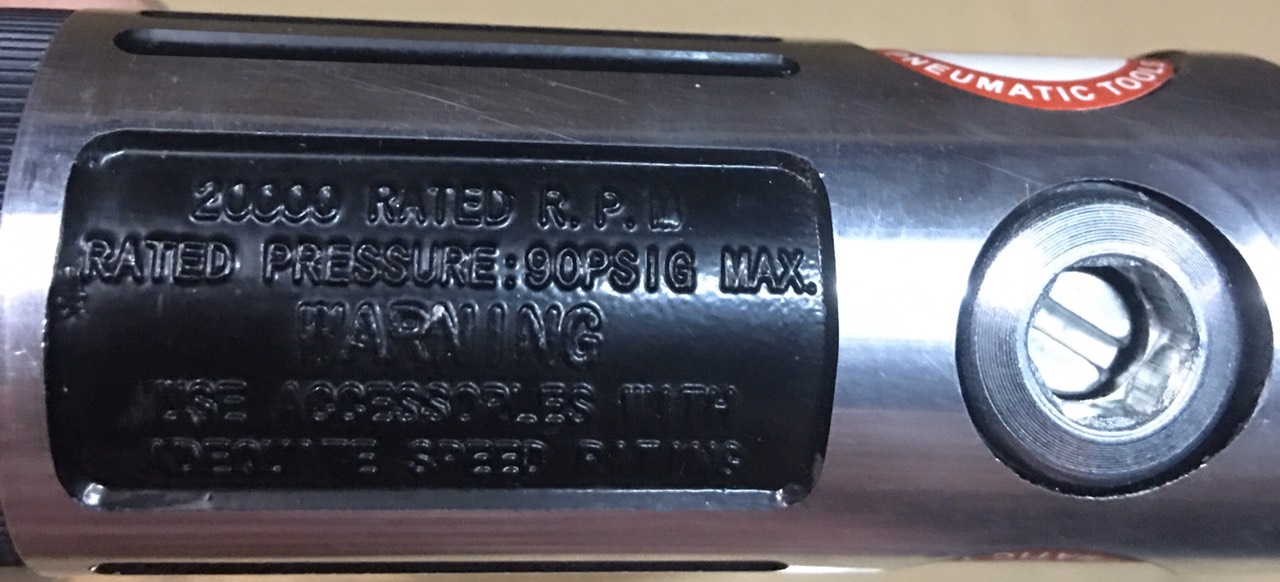 PNEUMATIC TOOLS
20000 RATED R.P.M.
RATED PRESSURE:90PSIG MAX.
WARNING
USE ACCESSORIES WITH
ADEQUATE SPEED RATING